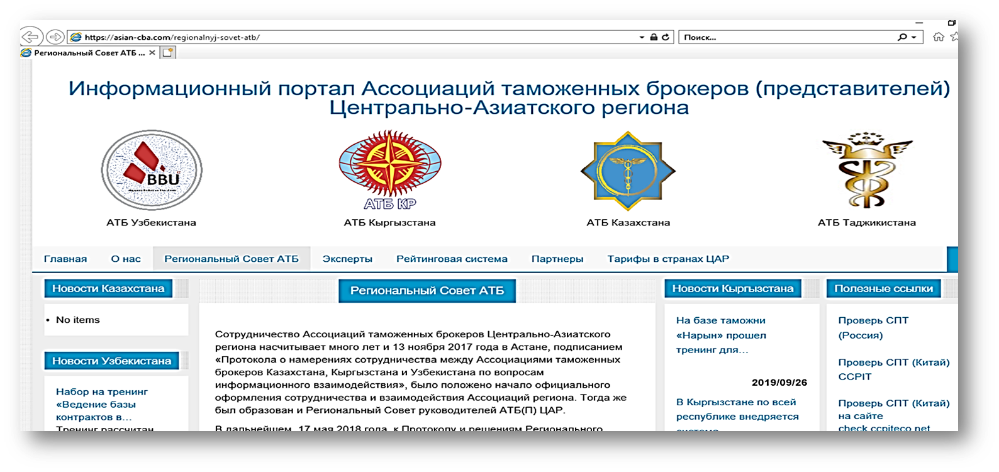 https://asian-cba.com/regionalnyj-sovet-atb/
Поиск...
Региональный Совет АТБ ...
Информационный портал Ассоциаций таможенных брокеров (представителей)
Центрально-Азиатского региона
BBU
АТБ КР
АТБ Узбекистана
АТБ Кыргызстана
АТБ Казахстана
АТБ Таджикистана
Главная
О нас
Региональный Совет АТБ
Эксперты
Рейтинговая система
Партнеры
Тарифы в странах ЦАР
Новости Казахстана
• No items
Новости Узбекистана
Набор на тренинг
«Ведение базы
контрактов в...
Тренинг рассчитан
Региональный Совет АТБ
Сотрудничество Ассоциаций таможенных брокеров Центрально-Азиатского
региона насчитывает много лет и 13 ноября 2017 года в Астане, подписанием
«Протокола о намерениях сотрудничества между Ассоциациями таможенных
брокеров Казахстана, Кыргызстана и Узбекистана по вопросам
информационного взаимодействия», было положено начало официального
оформления сотрудничества и взаимодействия Ассоциаций региона. Тогда же
был образован и Региональный Совет руководителей АТБ(П) ЦАР.
В дальнейшем, 17 мая 2018 года, к Протоколу и решениям Регионального
Новости Кыргызстана
На базе таможни
«Нарын» прошел
тренинг для...
2019/09/26
В Кыргызстане по всей
республике внедряется
система
Полезные ссылки
Проверь СПТ
(Россия)
Проверь СПТ (Китай)
CCPIT
Проверь СПТ (Китай)
на сайте
check.ccpiteco.net